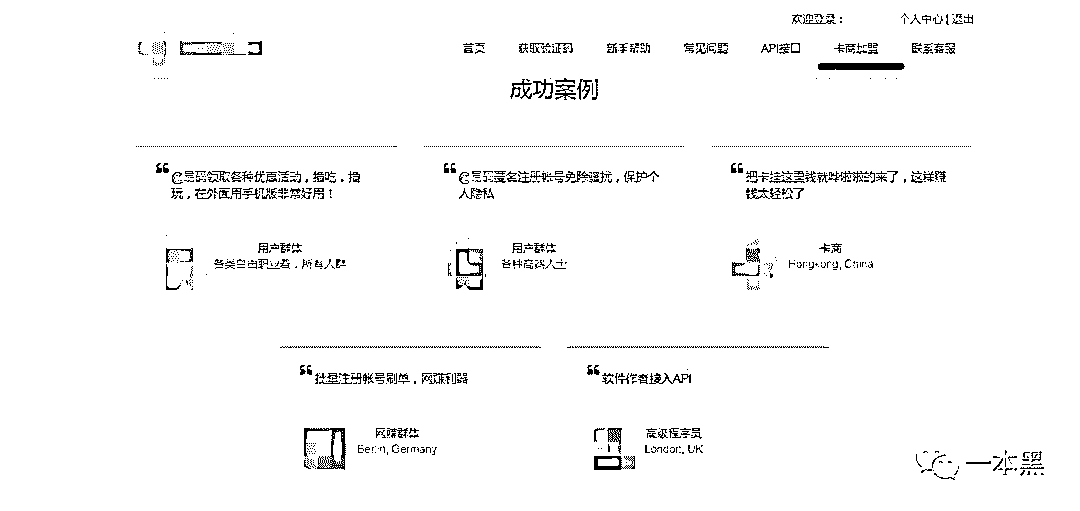 欢迎登录： 个人中心 | 退出
首页 获取验证码 新手帮助 常见问题 API接口 卡商加盟 联系客服
成功案例
“ 码领取各种优惠活动，撸吃，撸
玩，在外面用手机版非常好用！
用户群体
各类自由职业者，所有人群
“ 匿名注册帐号免除骚扰，保护个
人隐私
用户群体
各种高端人士
“ 把卡挂这里钱就哗啦啦的来了，这样赚
钱太轻松了
卡商
Hongkong, China
“ 批量注册帐号刷单，网赚利器
网赚群体
Berlin, Germany
“ 软件作者接入API
高级程序员
London, UK
一本黑